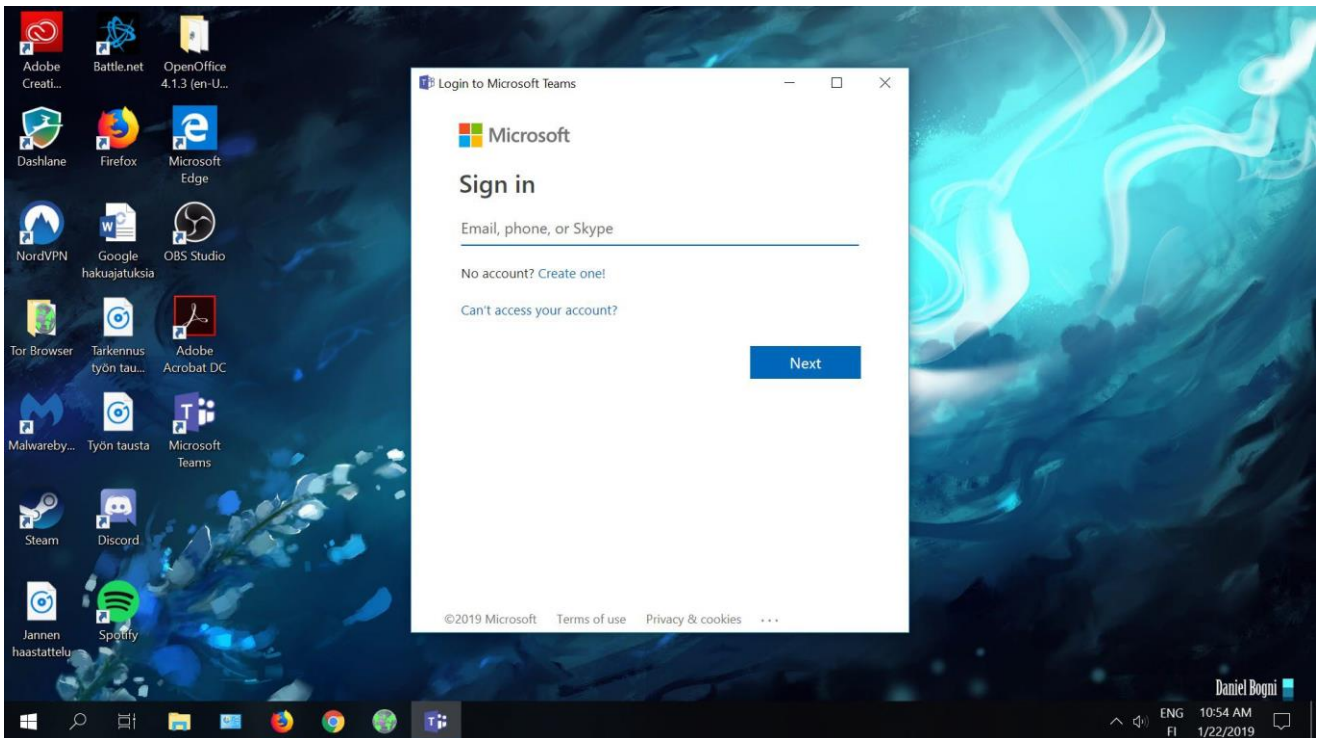 Adobe
Creati...
Battle.net
OpenOffice
4.1.3 (en-U...
Dashlane
Firefox
Microsoft
Edge
NordVPN
Google
hakuajatuksia
OBS Studio
Tor Browser
Tarkennus
työn tau...
Adobe
Acrobat DC
Malwareby...
Työn tausta
Microsoft
Teams
Steam
Discord
Jannen
haastattelu
Spotify
Login to Microsoft Teams
Microsoft
Sign in
Email, phone, or Skype
No account? Create one!
Can't access your account?
Next
©2019 Microsoft Terms of use Privacy & cookies ...
Daniel Bogni
ENG
FI
10:54 AM
1/22/2019